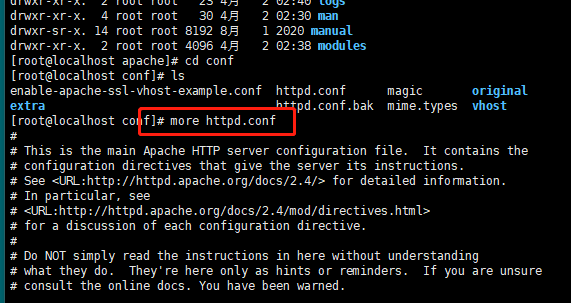 drwxr-xr-x. 2 root root 23 4月 2 02:40 logs
drwxr-xr-x. 4 root root 30 4月 2 02:30 man
drwxr-sr-x. 14 root root 8192 8月 1 2020 manual
drwxr-xr-x. 2 root root 4096 4月 2 02:38 modules
[root@localhost apache]# cd conf
[root@localhost conf]# ls
enable-apache-ssl-vhost-example.conf httpd.conf magic original
extra httpd.conf.bak mime.types vhost
[root@localhost conf]# more httpd.conf
#
# This is the main Apache HTTP server configuration file. It contains the
# configuration directives that give the server its instructions.
# See <URL:http://httpd.apache.org/docs/2.4/> for detailed information.
# In particular, see
# <URL:http://httpd.apache.org/docs/2.4/mod/directives.html>
# for a discussion of each configuration directive.
#
# Do NOT simply read the instructions in here without understanding
# what they do. They're here only as hints or reminders. If you are unsure
# consult the online docs. You have been warned.